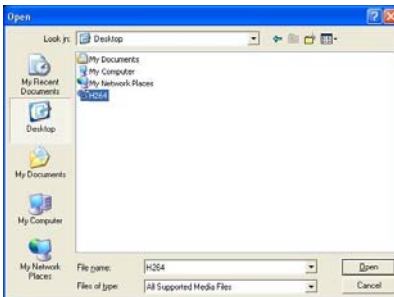 Open
Look in: Desktop
My Documents
My Computer
My Network Places
H264
My Recent
Documents
Desktop
My Documents
My Computer
My Network
Places
File name: H264 Open
Files of type: All Supported Media Files Cancel